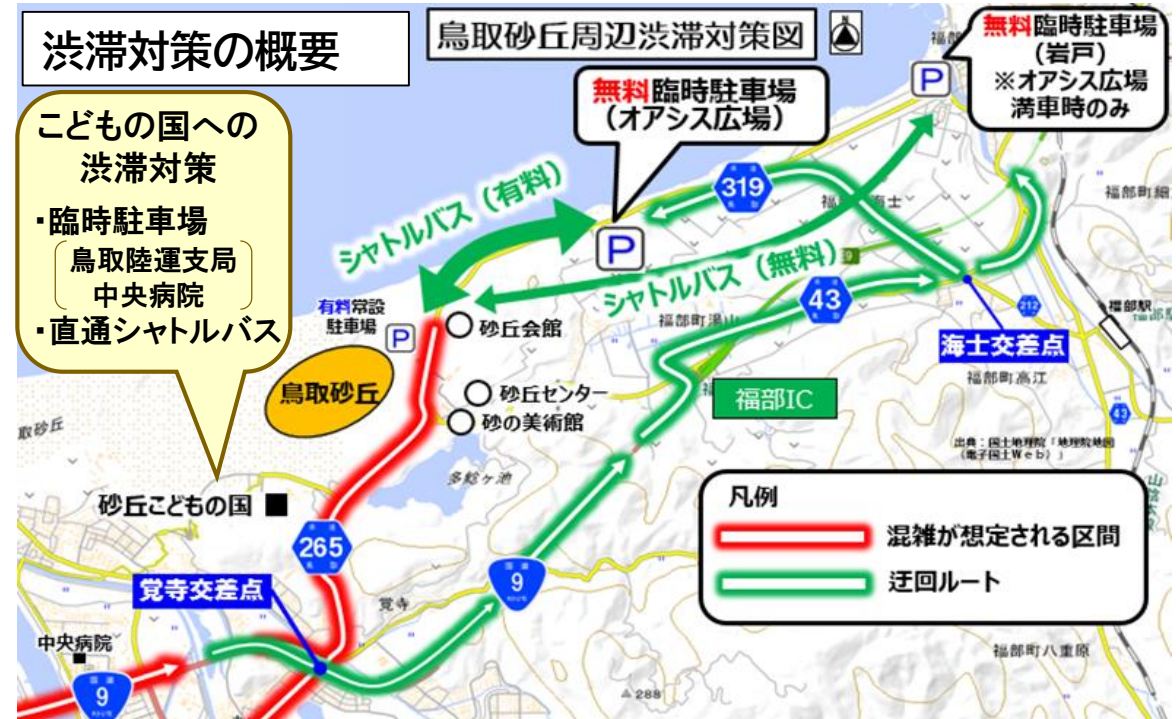 渋滞対策の概要
鳥取砂丘周辺渋滞対策図
N
無料臨時駐車場
(岩戸)
※オアシス広場
満車時のみ
P
無料臨時駐車場
(オアシス広場)
P
こどもの国への
渋滞対策
・臨時駐車場
鳥取陸運支局
中央病院
・直通シャトルバス
シャトルバス(有料)
シャトルバス(無料)
319
43
9
212
福部駅
福部町湯山
海士交差点
福部町高江
福部IC
43
有料常設
駐車場
P
砂丘会館
鳥取砂丘
砂丘センター
砂の美術館
多鯰ヶ池
取砂丘
出典:国土地理院「地理院地図
(電子国土Web)」
砂丘こどもの国
265
国道
9
覚寺交差点
覚寺
中央病院
国道
9
288
福部町八重原
凡例
混雑が想定される区間
迂回ルート